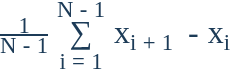 1/(N - 1) N - 1 ∑ i = 1 x_{i + 1} - x_i